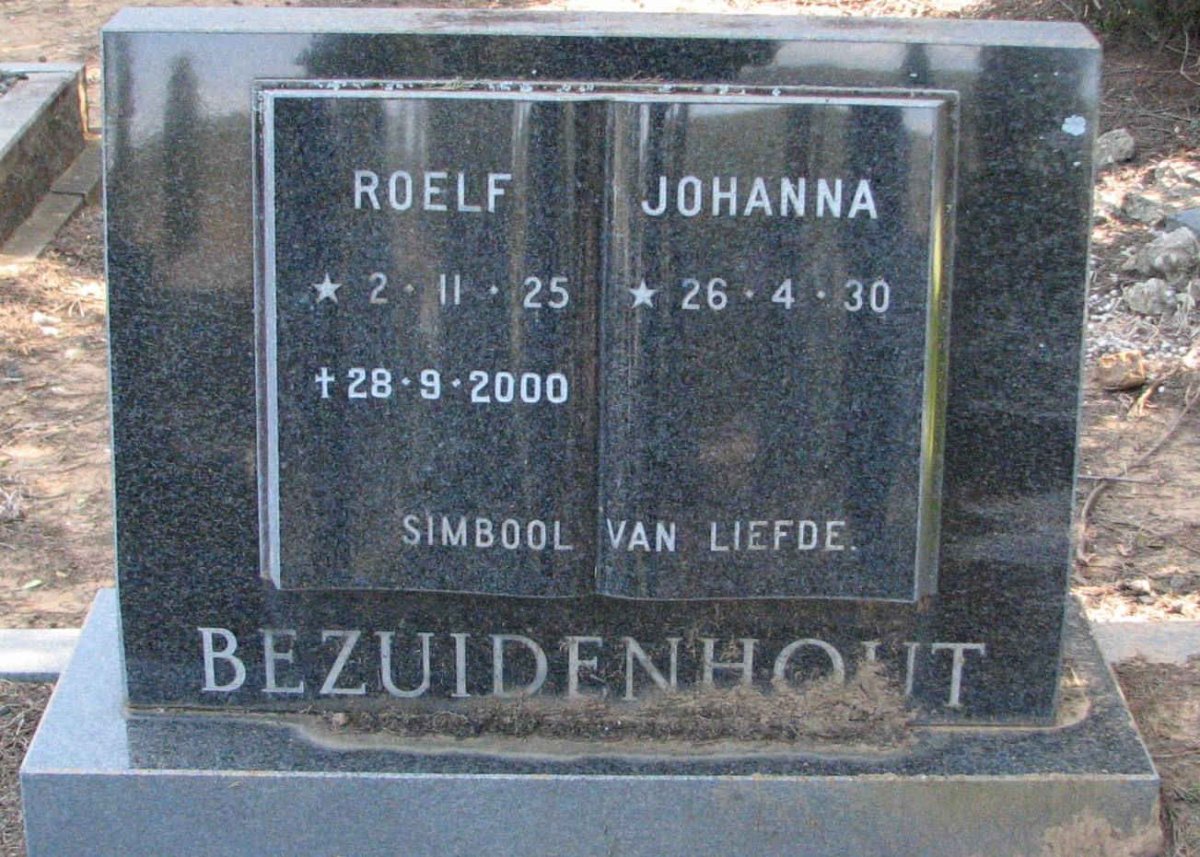 ROELF
★ 2 · 11 · 25
† 28 · 9 · 2000
JOHANNA
★ 26 · 4 · 30
SIMBOOL VAN LIEFDE.
BEZUIDENHOUT